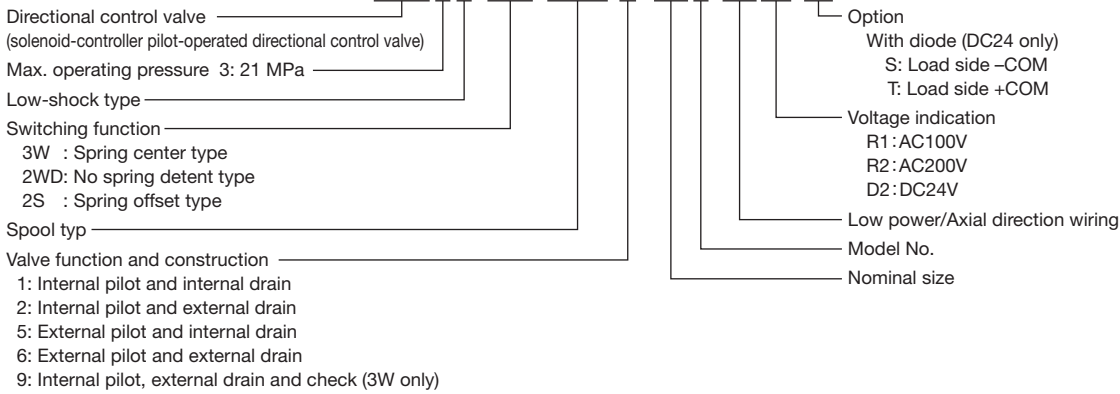 Directional control valve
(solenoid-controller pilot-operated directional control valve)
Max. operating pressure 3: 21 MPa
Low-shock type
Switching function
3W : Spring center type
2WD: No spring detent type
2S : Spring offset type
Spool typ
Valve function and construction
1: Internal pilot and internal drain
2: Internal pilot and external drain
5: External pilot and internal drain
6: External pilot and external drain
9: Internal pilot, external drain and check (3W only)
Option
With diode (DC24 only)
S: Load side –COM
T: Load side +COM
Voltage indication
R1:AC100V
R2:AC200V
D2:DC24V
Low power/Axial direction wiring
Model No.
Nominal size